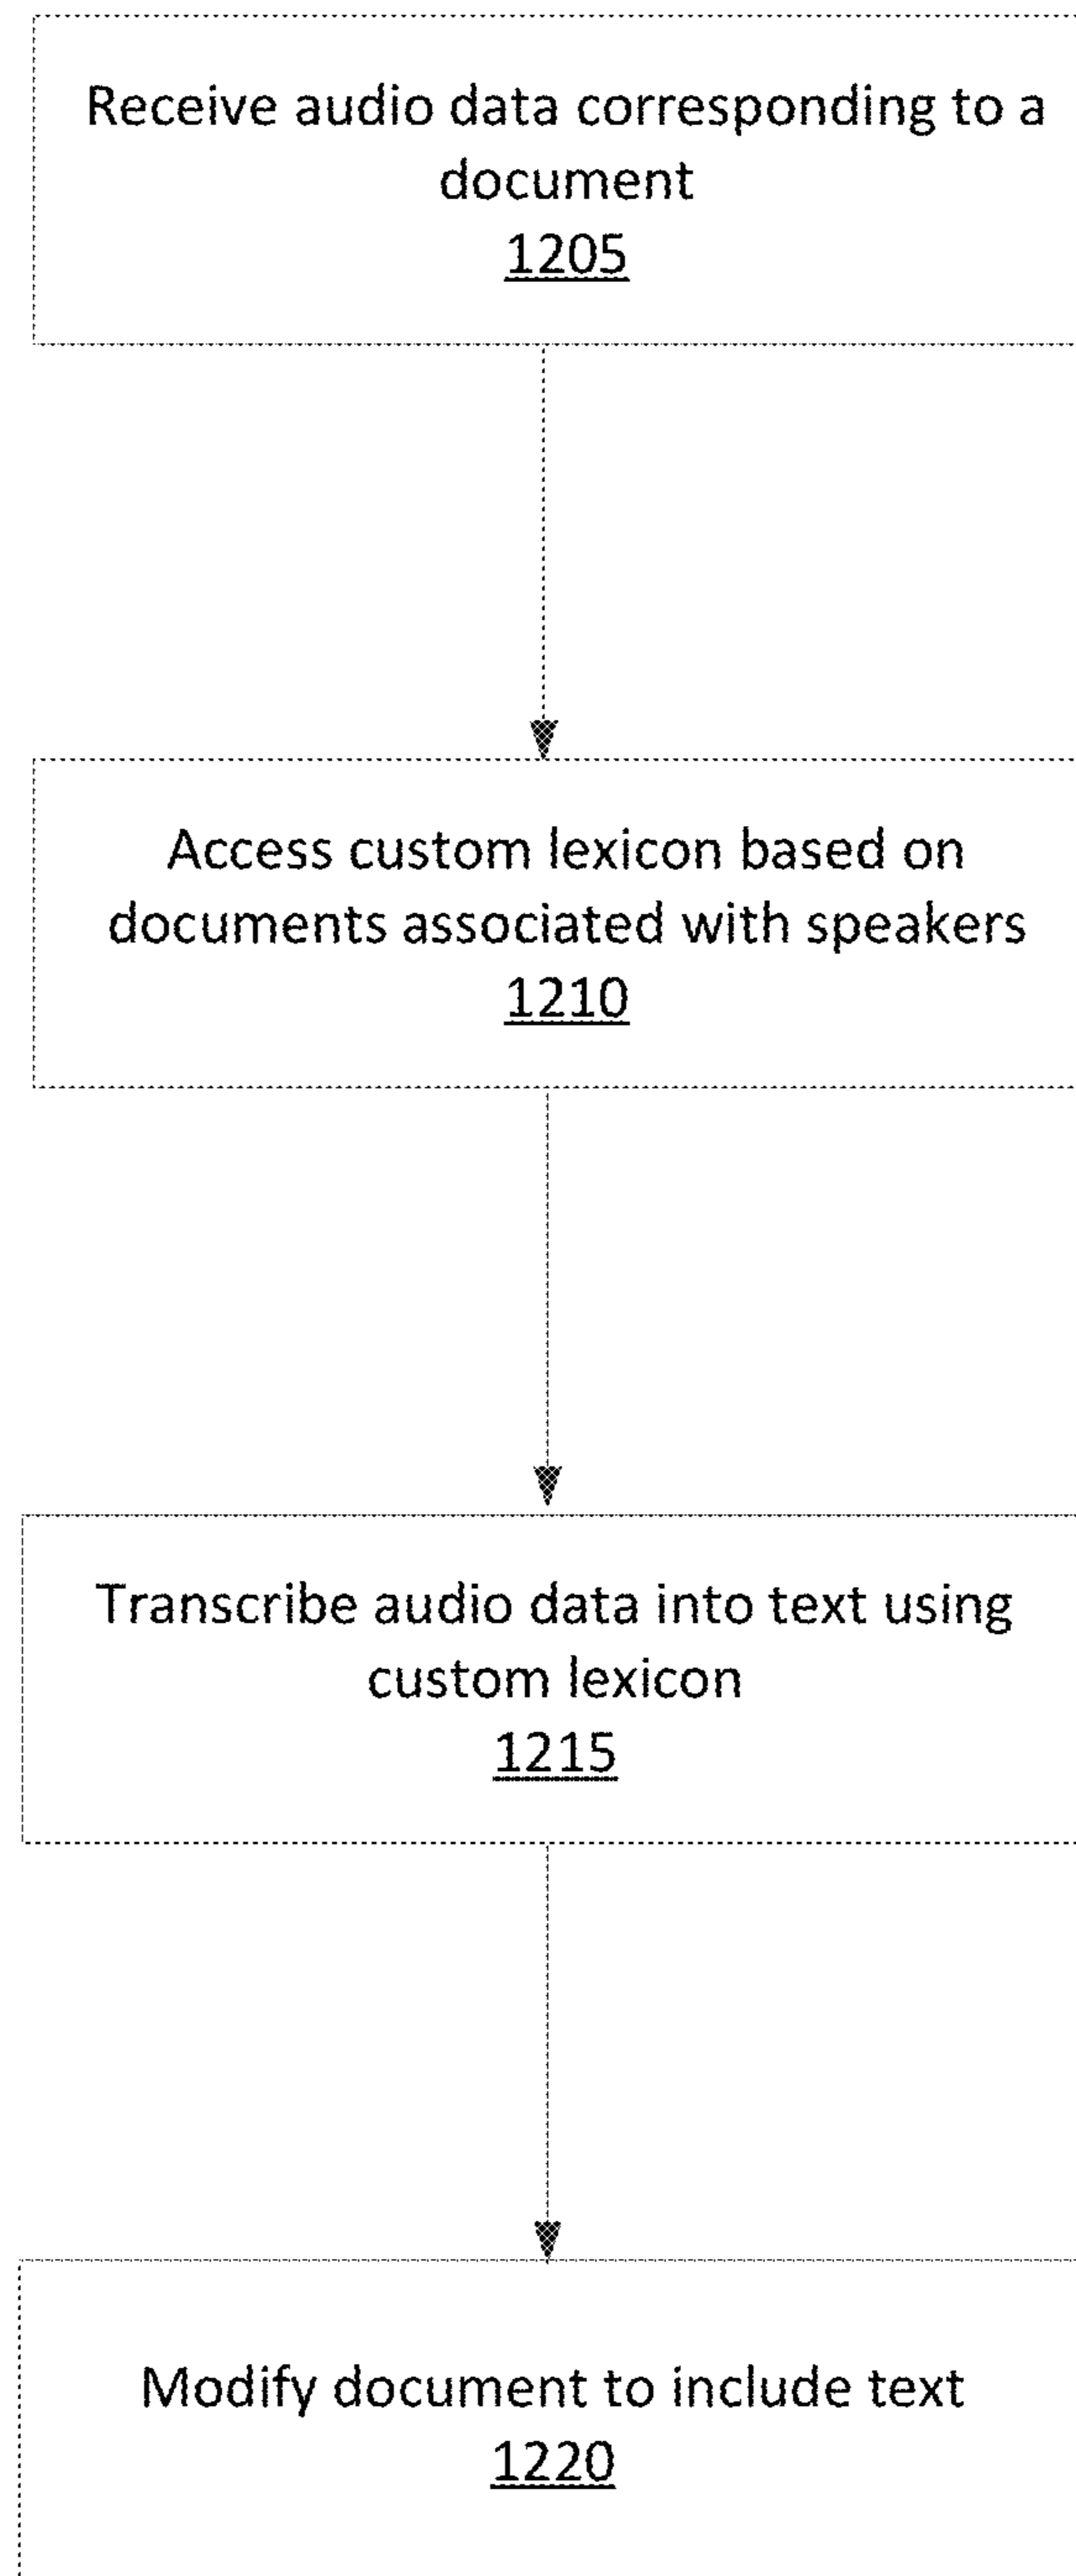 Receive audio data corresponding to a
document
1205
Access custom lexicon based on
documents associated with speakers
1210
Transcribe audio data into text using
custom lexicon
1215
Modify document to include text
1220